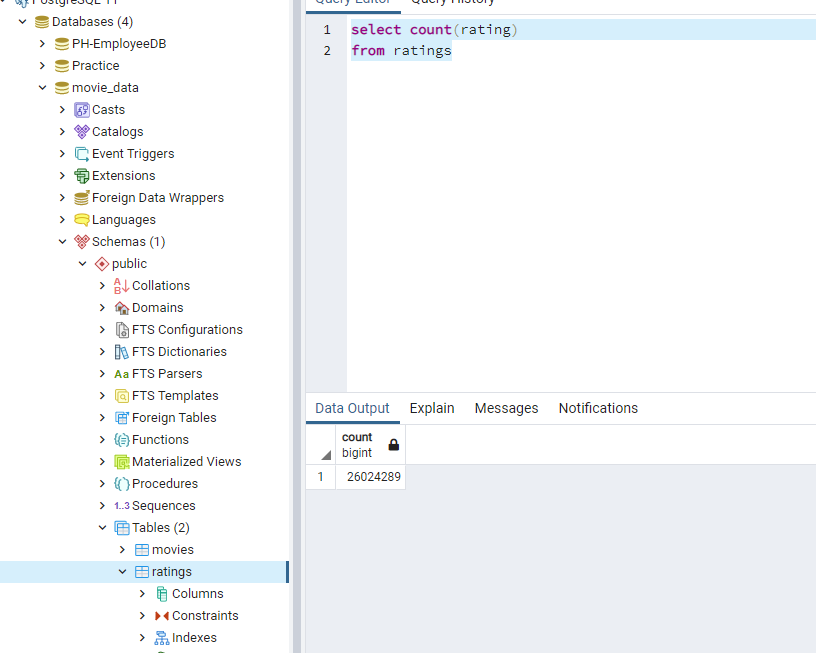 PostgreSQL 11
Databases (4)
PH-EmployeeDB
Practice
movie_data
Casts
Catalogs
Event Triggers
Extensions
Foreign Data Wrappers
Languages
Schemas (1)
public
Collations
Domains
FTS Configurations
FTS Dictionaries
Aa FTS Parsers
FTS Templates
Foreign Tables
Functions
Materialized Views
Procedures
1..3 Sequences
Tables (2)
movies
ratings
Columns
Constraints
Indexes
Query Editor Query History
1 select count(rating)
2 from ratings
Data Output Explain Messages Notifications
count
bigint
1 26024289